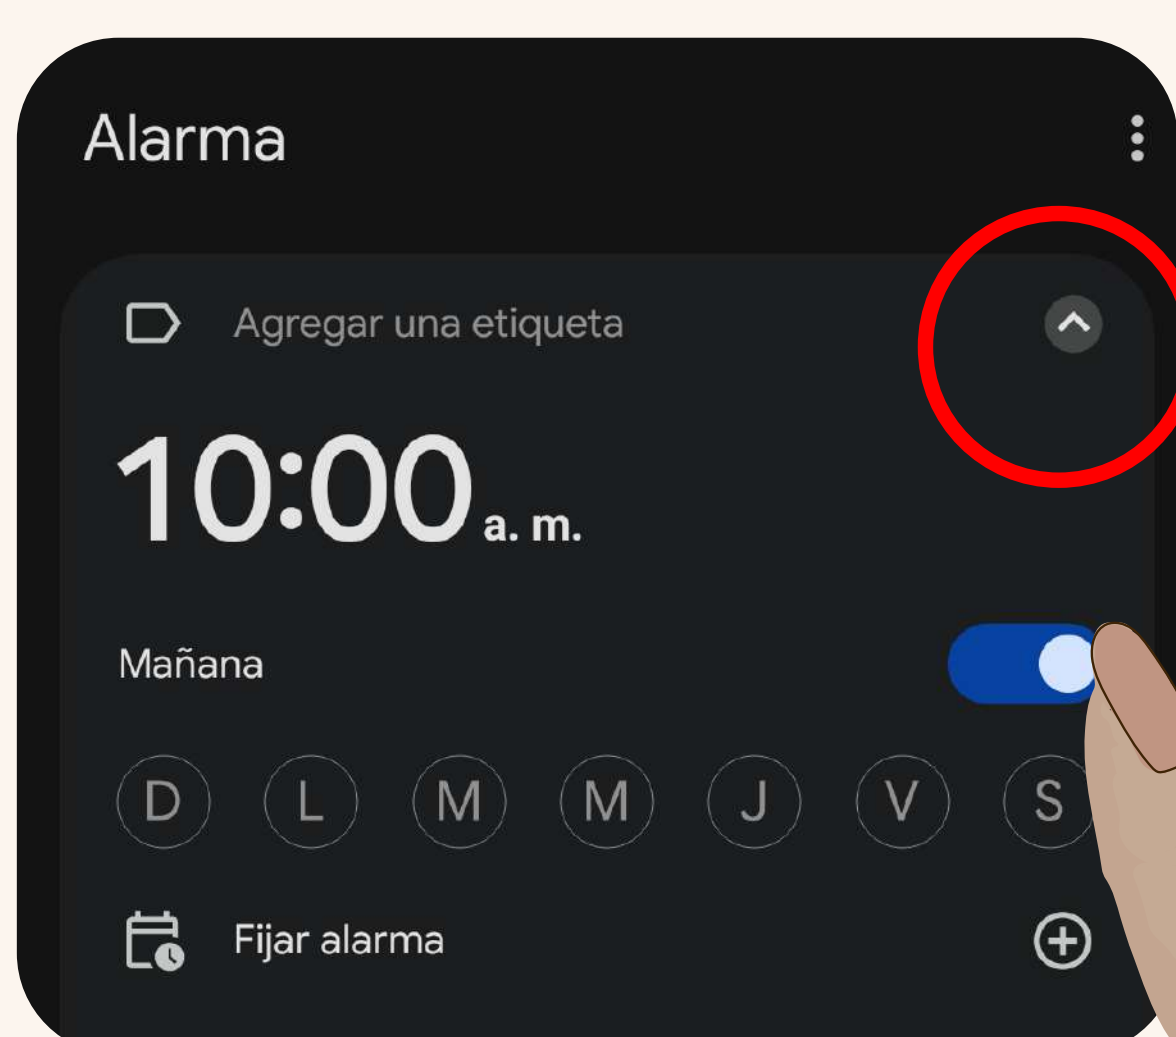 Alarma
Agregar una etiqueta
10:00 a. m.
Mañana
D L M M J V S
Fijar alarma